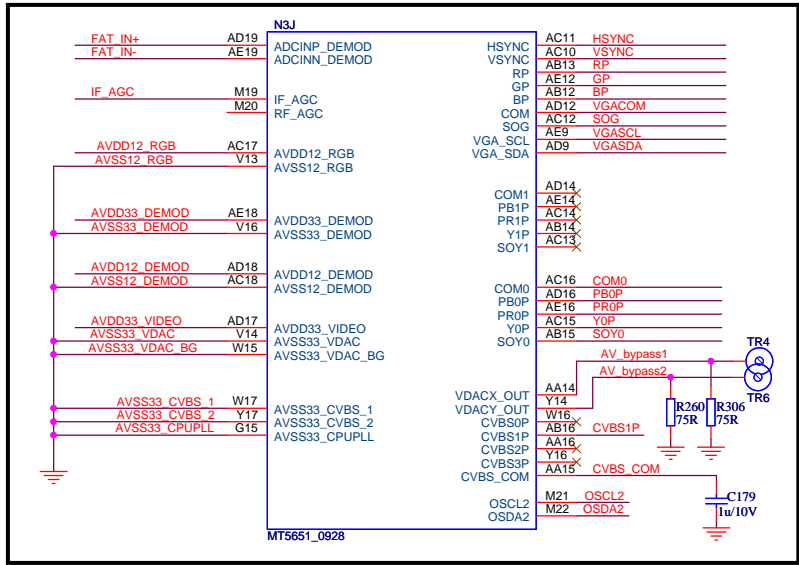 N3J
FAT_IN+ AD19 ADCINP_DEMOD
FAT_IN- AE19 ADCINN_DEMOD
IF_AGC M19 IF_AGC
M20 RF_AGC
AVDD12_RGB AC17 AVDD12_RGB
AVSS12_RGB V13 AVSS12_RGB
AVDD33_DEMOD AE18 AVDD33_DEMOD
AVSS33_DEMOD V16 AVSS33_DEMOD
AVDD12_DEMOD AD18 AVDD12_DEMOD
AVSS12_DEMOD AC18 AVSS12_DEMOD
AVDD33_VIDEO AD17 AVDD33_VIDEO
AVSS33_VDAC V14 AVSS33_VDAC
AVSS33_VDAC_BG W15 AVSS33_VDAC_BG
AVSS33_CVBS_1 W17 AVSS33_CVBS_1
AVSS33_CVBS_2 Y17 AVSS33_CVBS_2
AVSS33_CPUPLL G15 AVSS33_CPUPLL
HSYNC AC11 HSYNC
VSYNC AC10 VSYNC
RP AB13 RP
GP AE12 GP
BP AB12 BP
COM AD12 VGACOM
SOG AC12 SOG
VGA_SCL AE9 VGASCL
VGA_SDA AD9 VGASDA
COM1 AD14
PB1P AE14
PR1P AC14
Y1P AB14
SOY1 AC13
COM0 AC16 COM0
PB0P AD16 PB0P
PR0P AE16 PR0P
Y0P AC15 Y0P
SOY0 AB15 SOY0
TR4
AV_bypass1
AV_bypass2
TR6
VDACX_OUT AA14
VDACY_OUT Y14
CVBS0P W16
CVBS1P AB16 CVBS1P
CVBS2P AA16
CVBS3P Y16
CVBS_COM AA15 CVBS_COM
R260 R306
75R 75R
C179
1u/10V
OSCL2 M21 OSCL2
OSDA2 M22 OSDA2
MT5651_0928